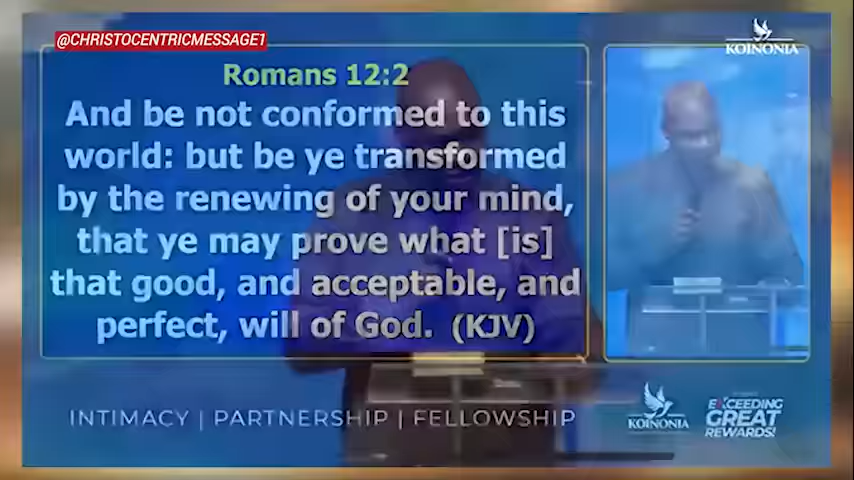 @CHRISTOCENTRICMESSAGE1
KOINONIA
Romans 12:2
And be not conformed to this
world: but be ye transformed
by the renewing of your mind,
that ye may prove what [is]
that good, and acceptable, and
perfect, will of God. (KJV)
INTIMACY | PARTNERSHIP | FELLOWSHIP
KOINONIA
EXCEEDING
GREAT
REWARDS!